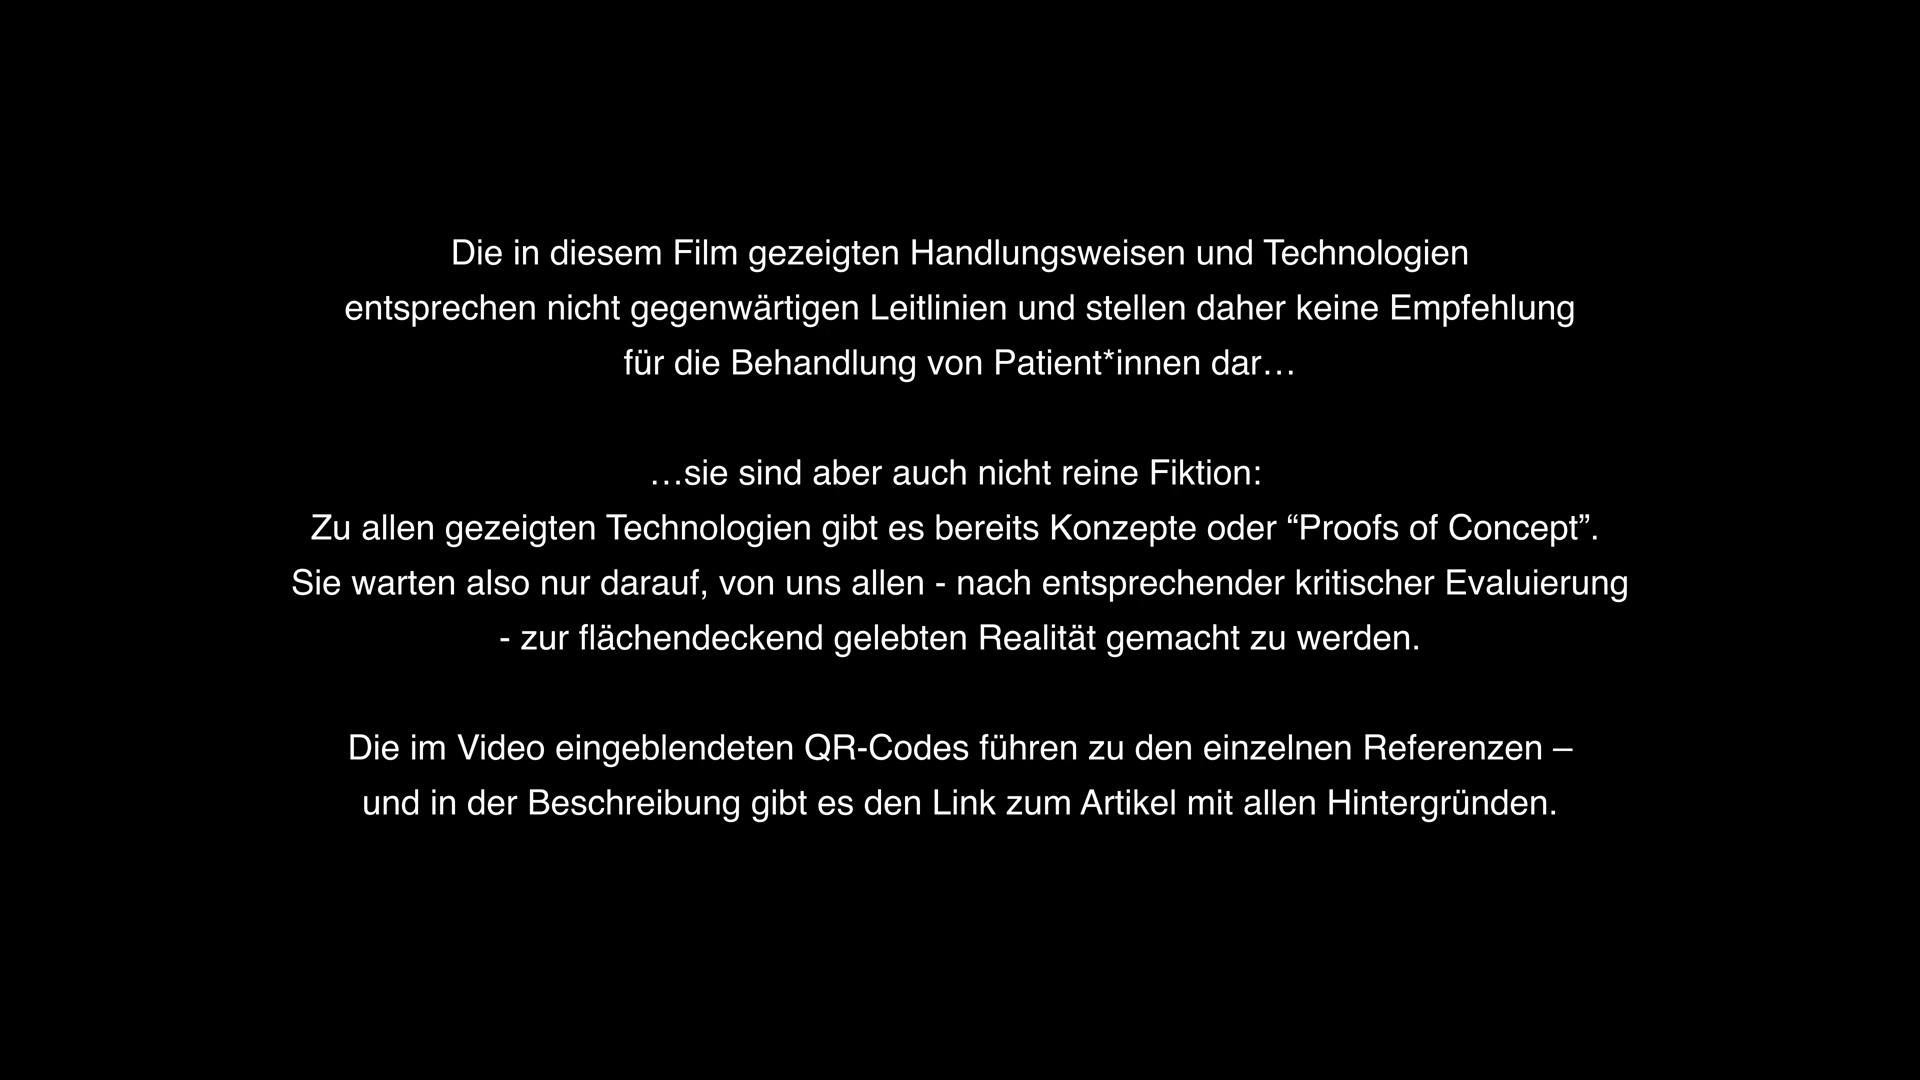 Die in diesem Film gezeigten Handlungsweisen und Technologien
entsprechen nicht gegenwärtigen Leitlinien und stellen daher keine Empfehlung
für die Behandlung von Patient*innen dar…
…sie sind aber auch nicht reine Fiktion:
Zu allen gezeigten Technologien gibt es bereits Konzepte oder “Proofs of Concept”.
Sie warten also nur darauf, von uns allen - nach entsprechender kritischer Evaluierung
- zur flächendeckend gelebten Realität gemacht zu werden.
Die im Video eingeblendeten QR-Codes führen zu den einzelnen Referenzen –
und in der Beschreibung gibt es den Link zum Artikel mit allen Hintergründen.